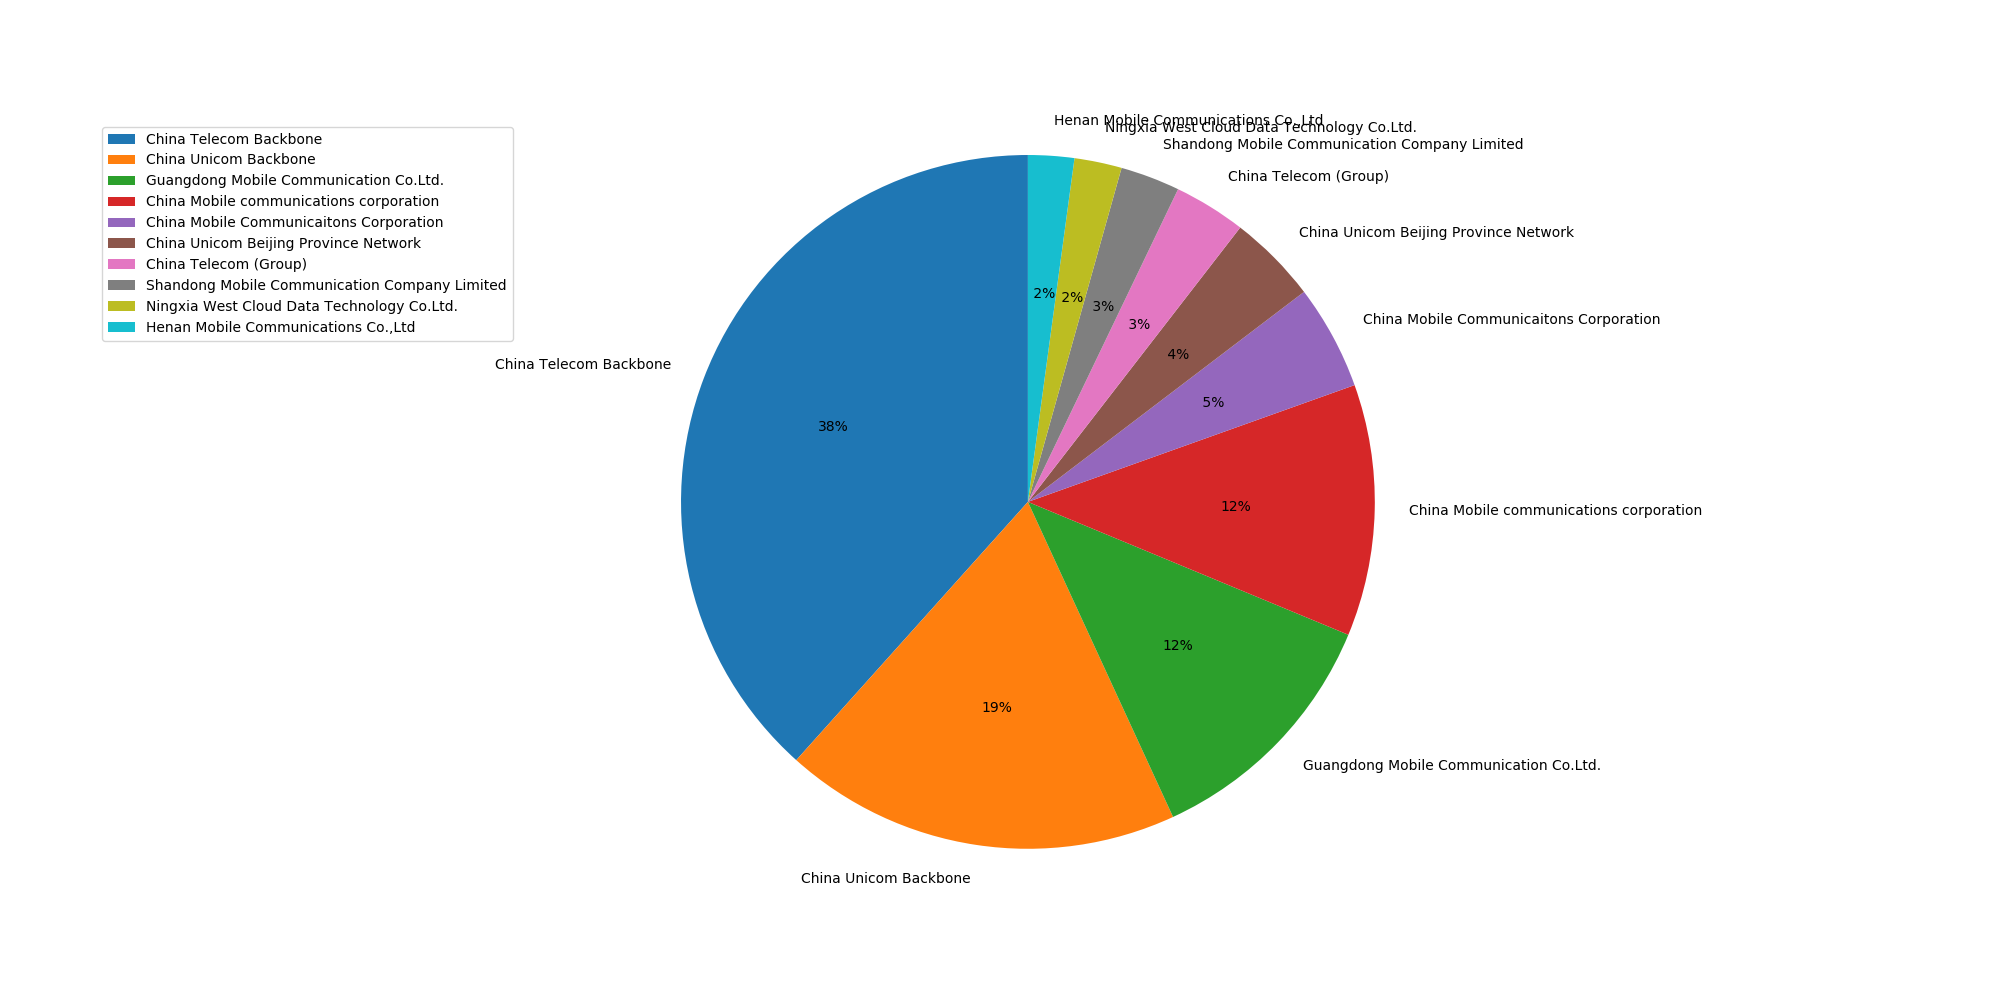 China Telecom Backbone
China Unicom Backbone
Guangdong Mobile Communication Co.Ltd.
China Mobile communications corporation
China Mobile Communicaitons Corporation
China Unicom Beijing Province Network
China Telecom (Group)
Shandong Mobile Communication Company Limited
Ningxia West Cloud Data Technology Co.Ltd.
Henan Mobile Communications Co.,Ltd
Henan Mobile Communications Co.,Ltd
Ningxia West Cloud Data Technology Co.Ltd.
Shandong Mobile Communication Company Limited
China Telecom (Group)
China Unicom Beijing Province Network
China Mobile Communicaitons Corporation
China Telecom Backbone
China Mobile communications corporation
Guangdong Mobile Communication Co.Ltd.
China Unicom Backbone
2%
2%
3%
3%
4%
5%
38%
12%
12%
19%